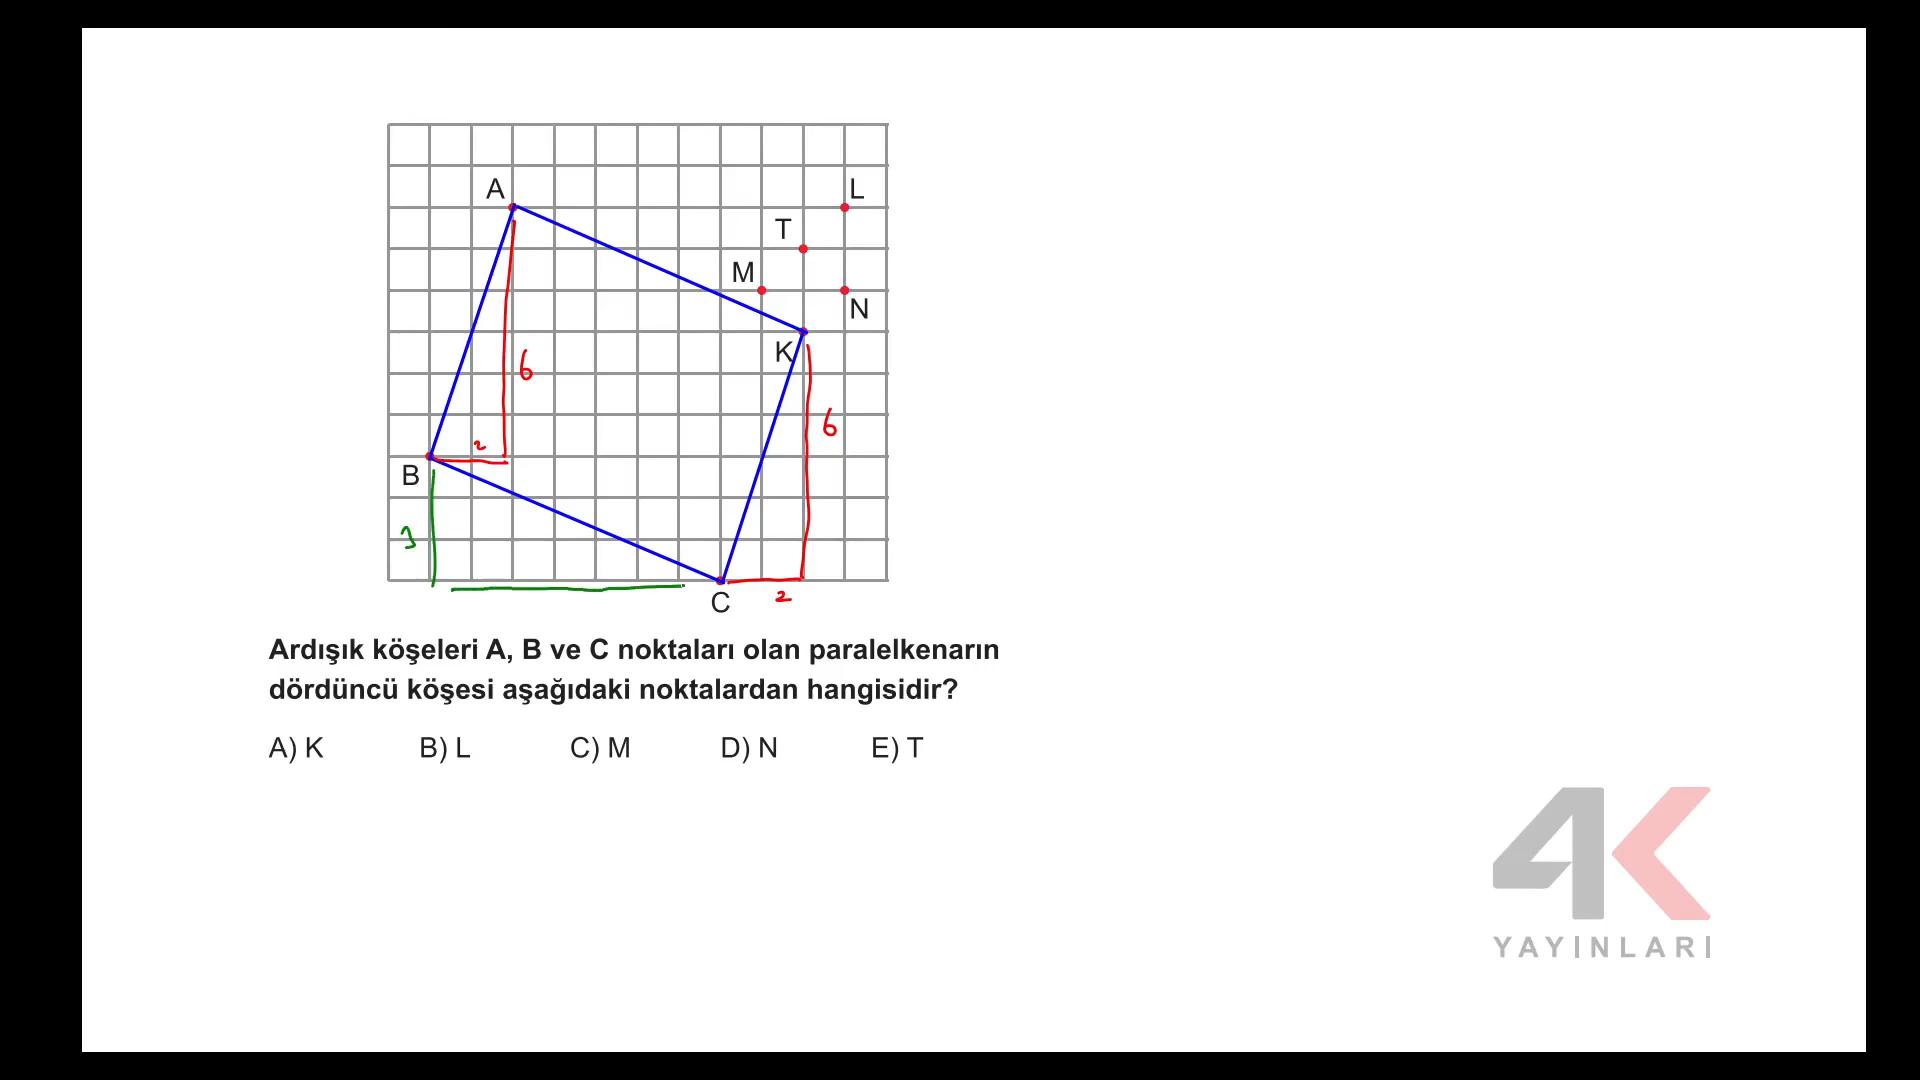 A
L
T
M
N
K
6
6
2
B
3
C
2
Ardışık köşeleri A, B ve C noktaları olan paralelkenarın
dördüncü köşesi aşağıdaki noktalardan hangisidir?
A) K B) L C) M D) N E) T
4K
YAYINLARI